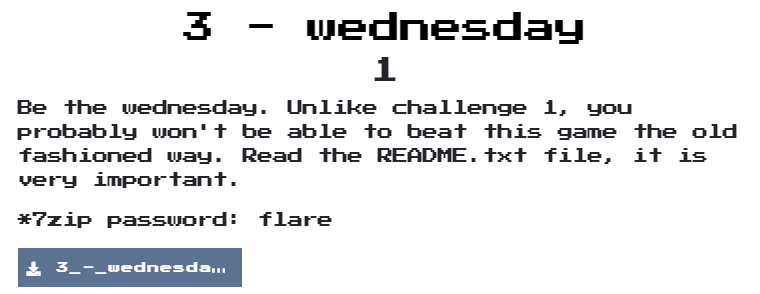 3 - wednesday
1
Be the wednesday. Unlike challenge 1, you
probably won't be able to beat this game the old
fashioned way. Read the README.txt file, it is
very important.
*7zip password: flare
3_-_wednesda…